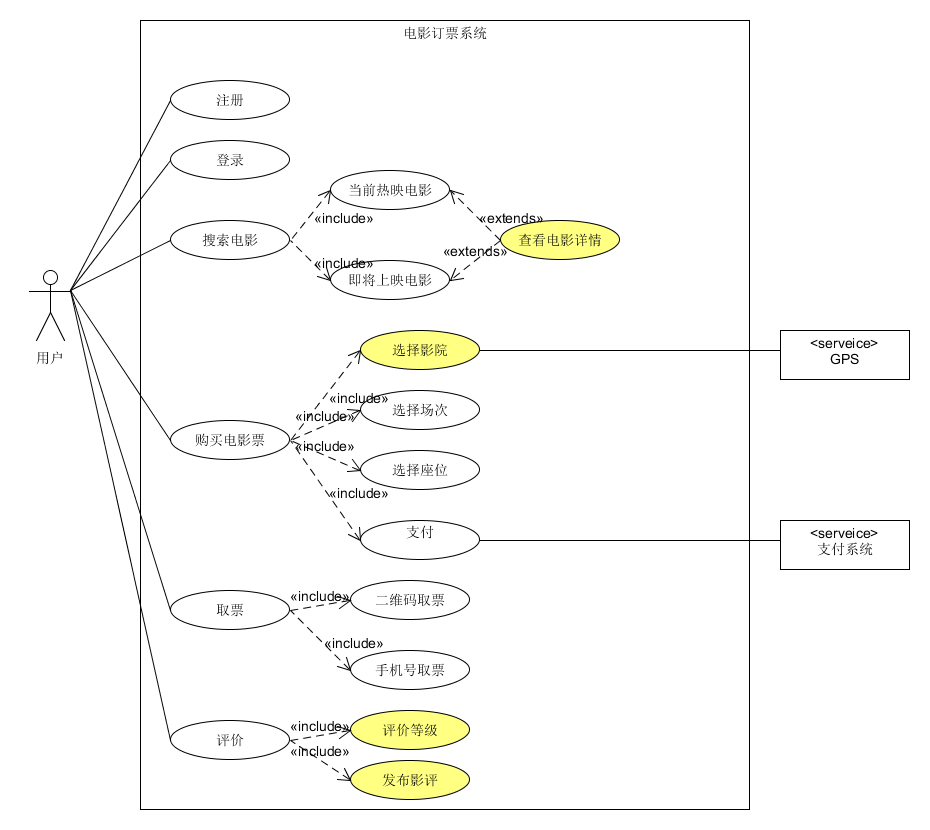 电影订票系统
注册
登录
当前热映电影
«include»
«extends»
搜索电影
查看电影详情
«extends»
«include»
即将上映电影
用户
选择影院
<serveice>
GPS
«include»
选择场次
«include»
购买电影票
«include»
选择座位
«include»
支付
<serveice>
支付系统
«include»
二维码取票
取票
«include»
手机号取票
«include»
评价等级
评价
«include»
发布影评